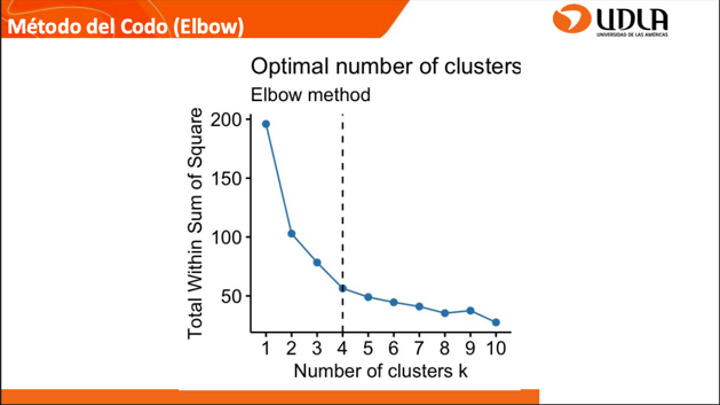 Método del Codo (Elbow)
UDLA
UNIVERSIDAD DE LAS AMÉRICAS
Optimal number of clusters
Elbow method
Total Within Sum of Square
200
150
100
50
1 2 3 4 5 6 7 8 9 10
Number of clusters k